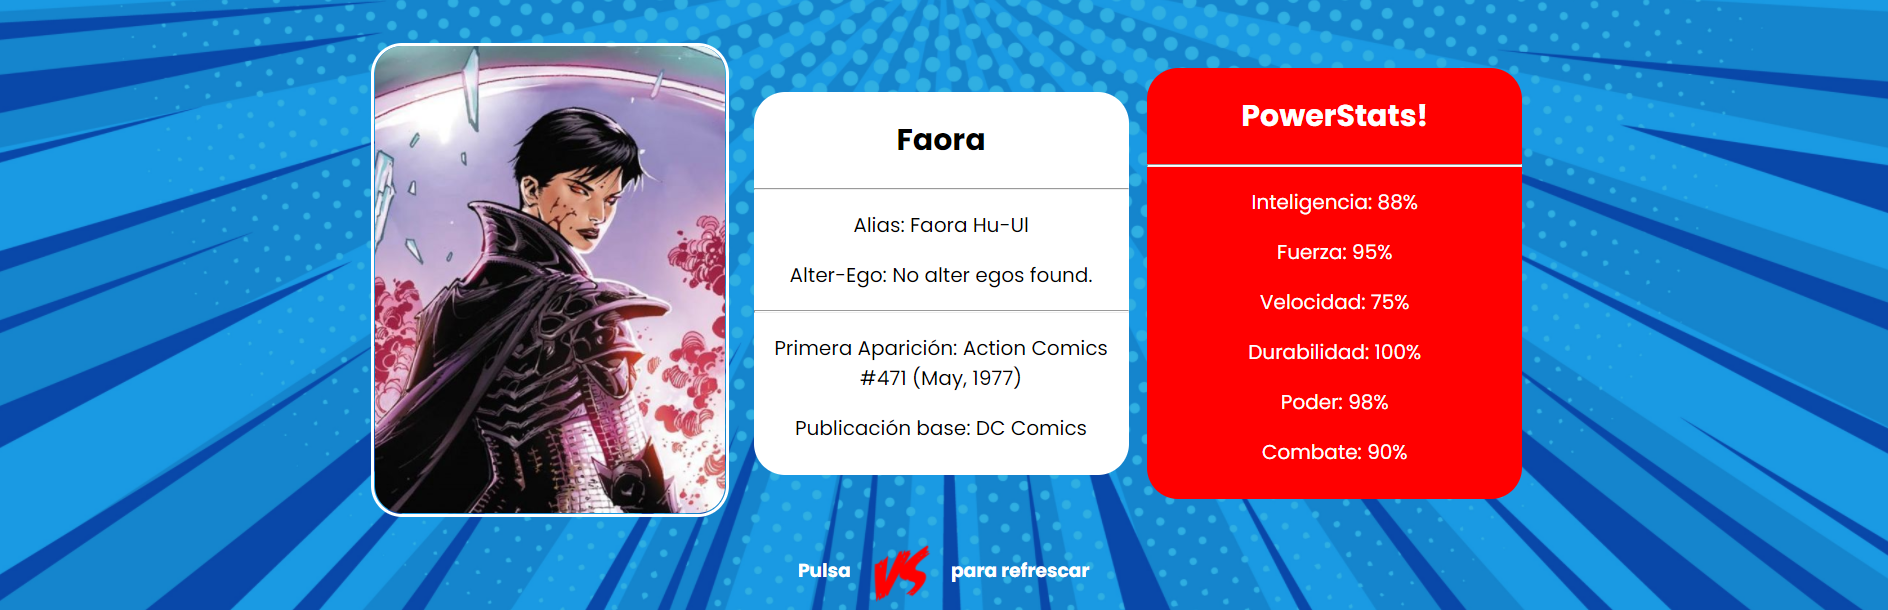 Faora
Alias: Faora Hu-Ul
Alter-Ego: No alter egos found.
Primera Aparición: Action Comics
#471 (May, 1977)
Publicación base: DC Comics
PowerStats!
Inteligencia: 88%
Fuerza: 95%
Velocidad: 75%
Durabilidad: 100%
Poder: 98%
Combate: 90%
Pulsa VS para refrescar